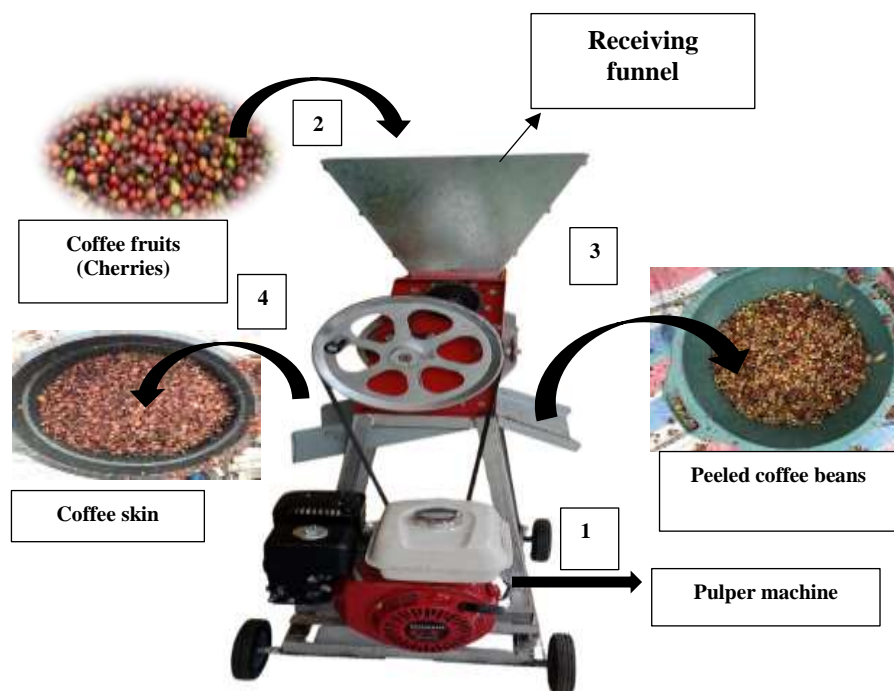 Receiving
funnel
2
Coffee fruits
(Cherries)
3
4
Peeled coffee beans
Coffee skin
1
Pulper machine